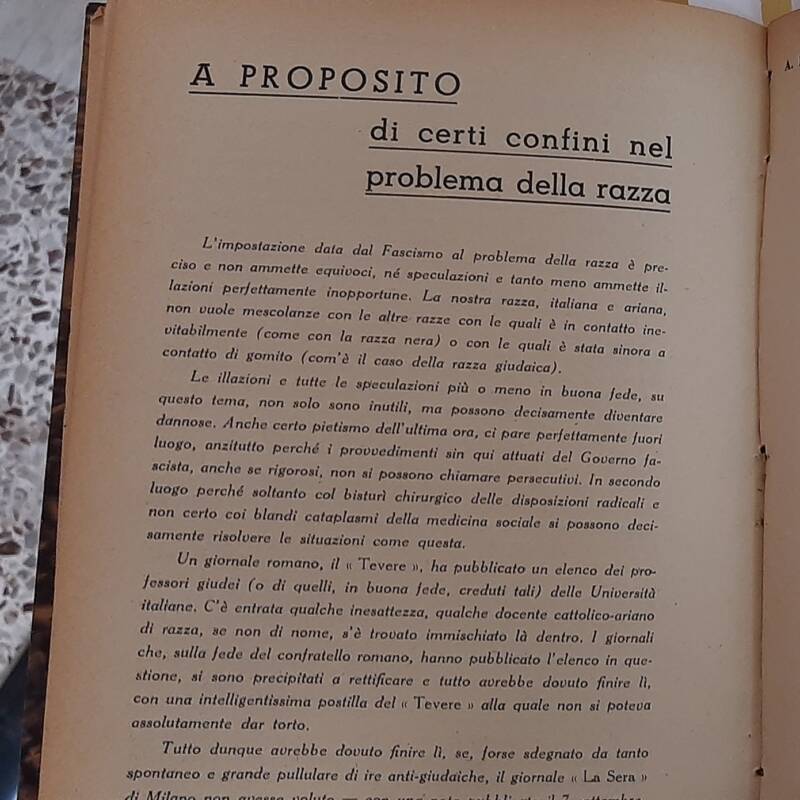 A PROPOSITO
di certi confini nel
problema della razza
L'impostazione data dal Fascismo al problema della razza è pre-
ciso e non ammette equivoci, né speculazioni e tanto meno ammette il-
lazioni perfettamente inopportune. La nostra razza, italiana e ariana,
non vuole mescolanze con le altre razze con le quali è in contatto ine-
vitabilmente (come con la razza nera) o con le quali è stata sinora a
contatto di gomito (com'è il caso della razza giudaica).
Le illazioni e tutte le speculazioni più o meno in buona fede, su
questo tema, non solo sono inutili, ma possono decisamente diventare
dannose. Anche certo pietismo dell'ultima ora, ci pare perfettamente fuori
luogo, anzitutto perché i provvedimenti sin qui attuati del Governo fa-
scista, anche se rigorosi, non si possono chiamare persecutivi. In secondo
luogo perché soltanto col bisturi chirurgico delle disposizioni radicali e
non certo coi blandi cataplasmi della medicina sociale si possono deci-
samente risolvere le situazioni come questa.
Un giornale romano, il « Tevere », ha pubblicato un elenco dei pro-
fessori giudei (o di quelli, in buona fede, creduti tali) delle Università
italiane. C'è entrata qualche inesattezza, qualche docente cattolico-ariano
di razza, se non di nome, s'è trovato immischiato là dentro. I giornali
che, sulla fede del confratello romano, hanno pubblicato l'elenco in que-
stione, si sono precipitati a rettificare e tutto avrebbe dovuto finire lì,
con una intelligentissima postilla del « Tevere » alla quale non si poteva
assolutamente dar torto.
Tutto dunque avrebbe dovuto finire lì, se, forse sdegnato da tanto
spontaneo e grande pullulare di ire anti-giudaiche, il giornale « La Sera »
di Milano non avesse voluto — con una nota pubblicata il 7 settembre
A.